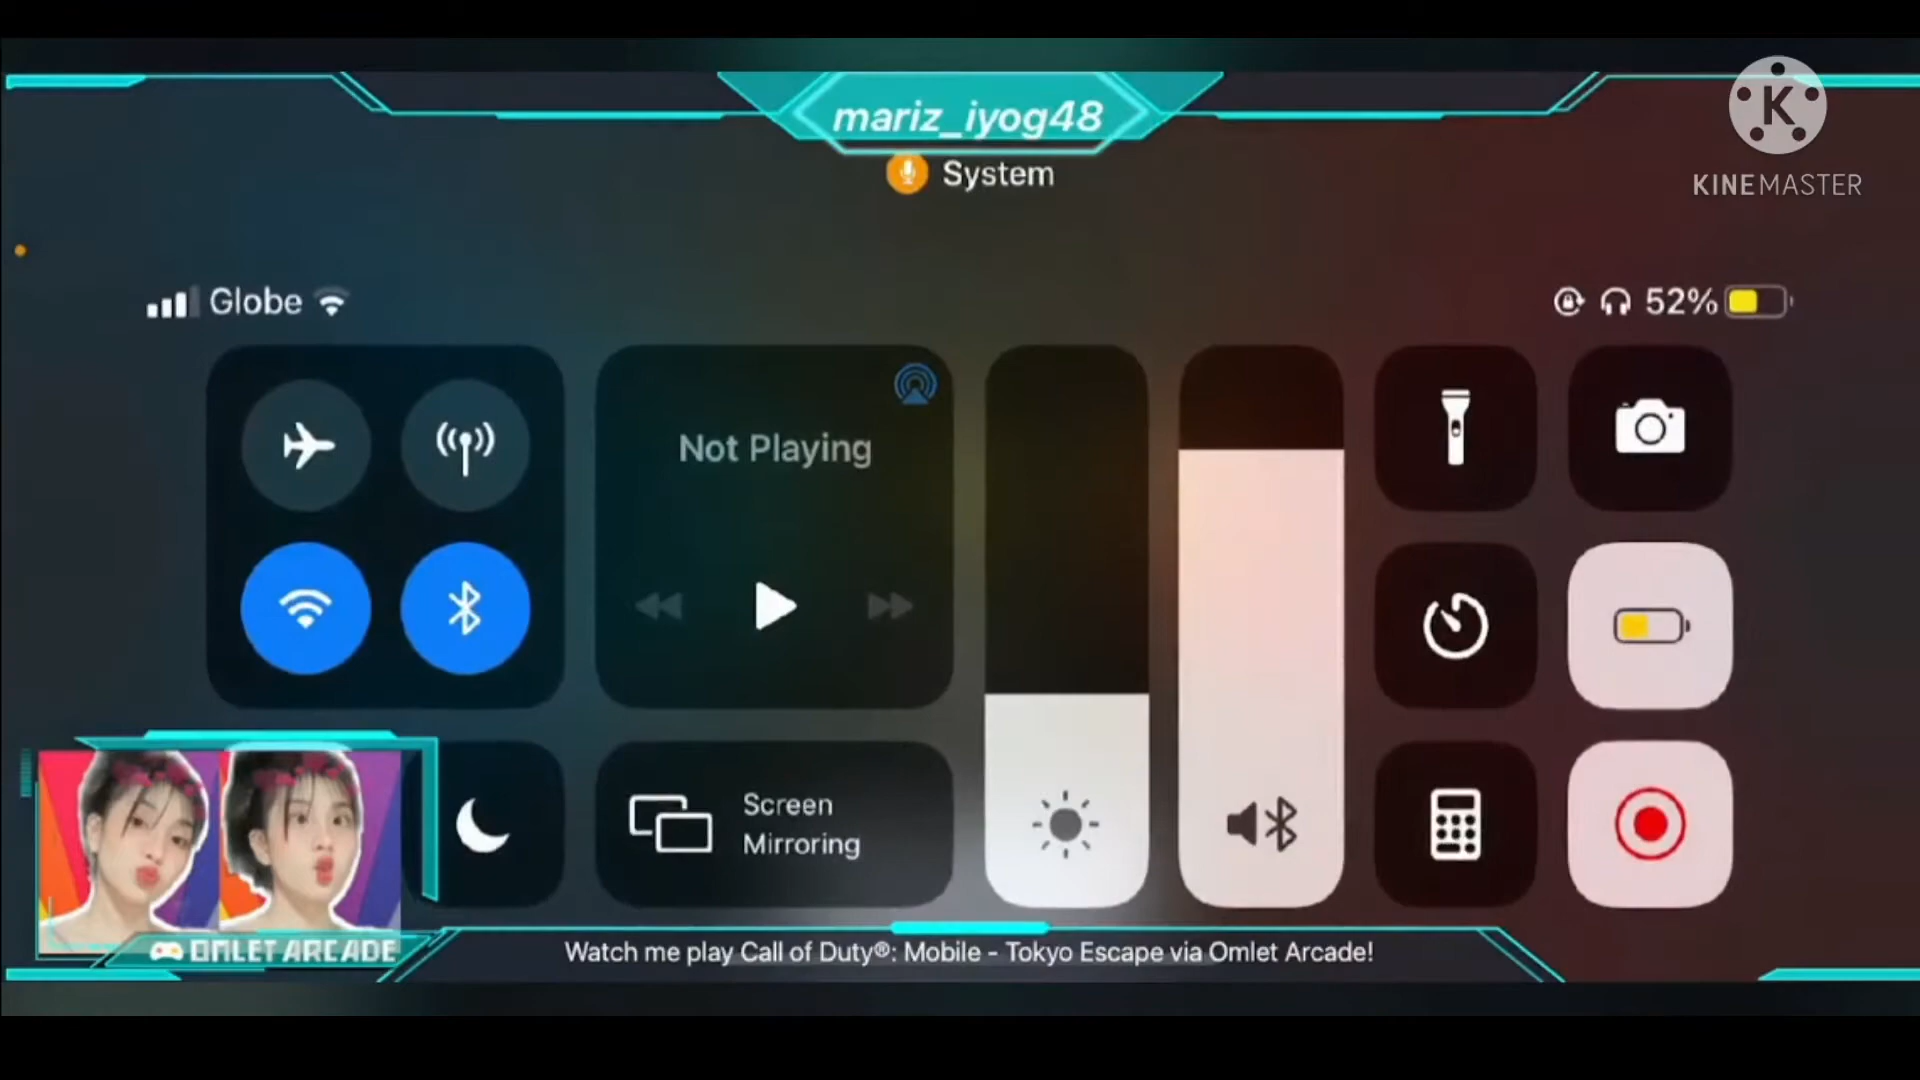 mariz_iyog48
System
K
KINEMASTER
Globe
52%
Not Playing
Screen
Mirroring
OMLET ARCADE
Watch me play Call of Duty®: Mobile - Tokyo Escape via Omlet Arcade!